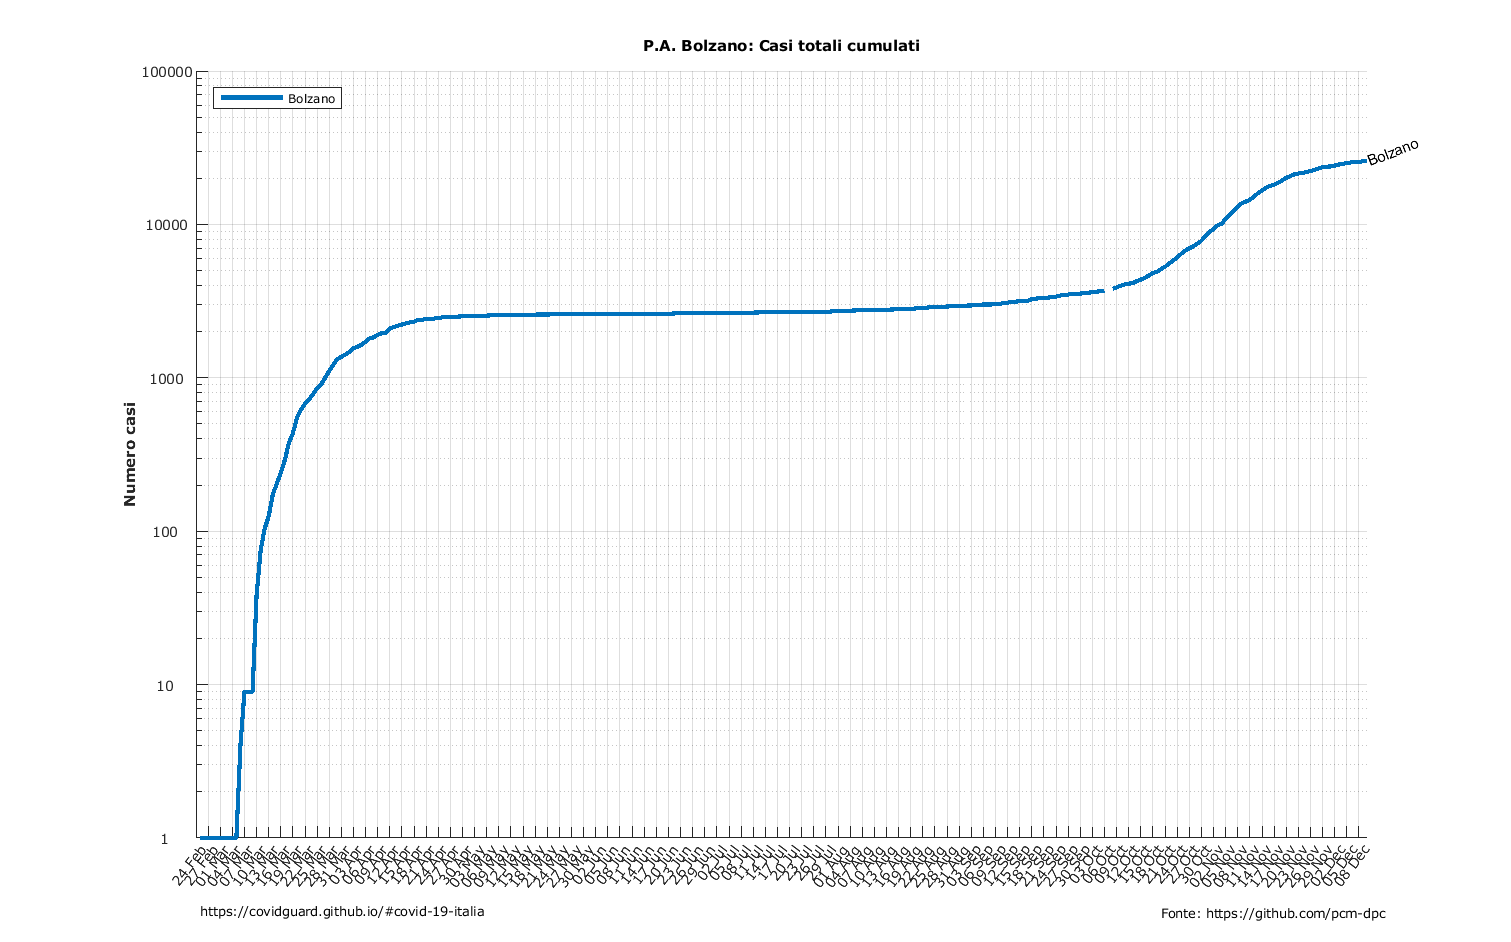 P.A. Bolzano: Casi totali cumulati
100000
Bolzano
Bolzano
10000
1000
Numero casi
100
10
1
24 Feb
27 Feb
01 Mar
04 Mar
07 Mar
10 Mar
13 Mar
16 Mar
19 Mar
22 Mar
25 Mar
28 Mar
31 Mar
03 Apr
06 Apr
09 Apr
12 Apr
15 Apr
18 Apr
21 Apr
24 Apr
27 Apr
30 Apr
03 May
06 May
09 May
12 May
15 May
18 May
21 May
24 May
27 May
30 May
02 Jun
05 Jun
08 Jun
11 Jun
14 Jun
17 Jun
20 Jun
23 Jun
26 Jun
29 Jun
02 Jul
05 Jul
08 Jul
11 Jul
14 Jul
17 Jul
20 Jul
23 Jul
26 Jul
29 Jul
01 Aug
04 Aug
07 Aug
10 Aug
13 Aug
16 Aug
19 Aug
22 Aug
25 Aug
28 Aug
31 Aug
03 Sep
06 Sep
09 Sep
12 Sep
15 Sep
18 Sep
21 Sep
24 Sep
27 Sep
30 Sep
03 Oct
06 Oct
09 Oct
12 Oct
15 Oct
18 Oct
21 Oct
24 Oct
27 Oct
30 Oct
02 Nov
05 Nov
08 Nov
11 Nov
14 Nov
17 Nov
20 Nov
23 Nov
26 Nov
29 Nov
02 Dec
05 Dec
08 Dec
https://covidguard.github.io/#covid-19-italia
Fonte: https://github.com/pcm-dpc